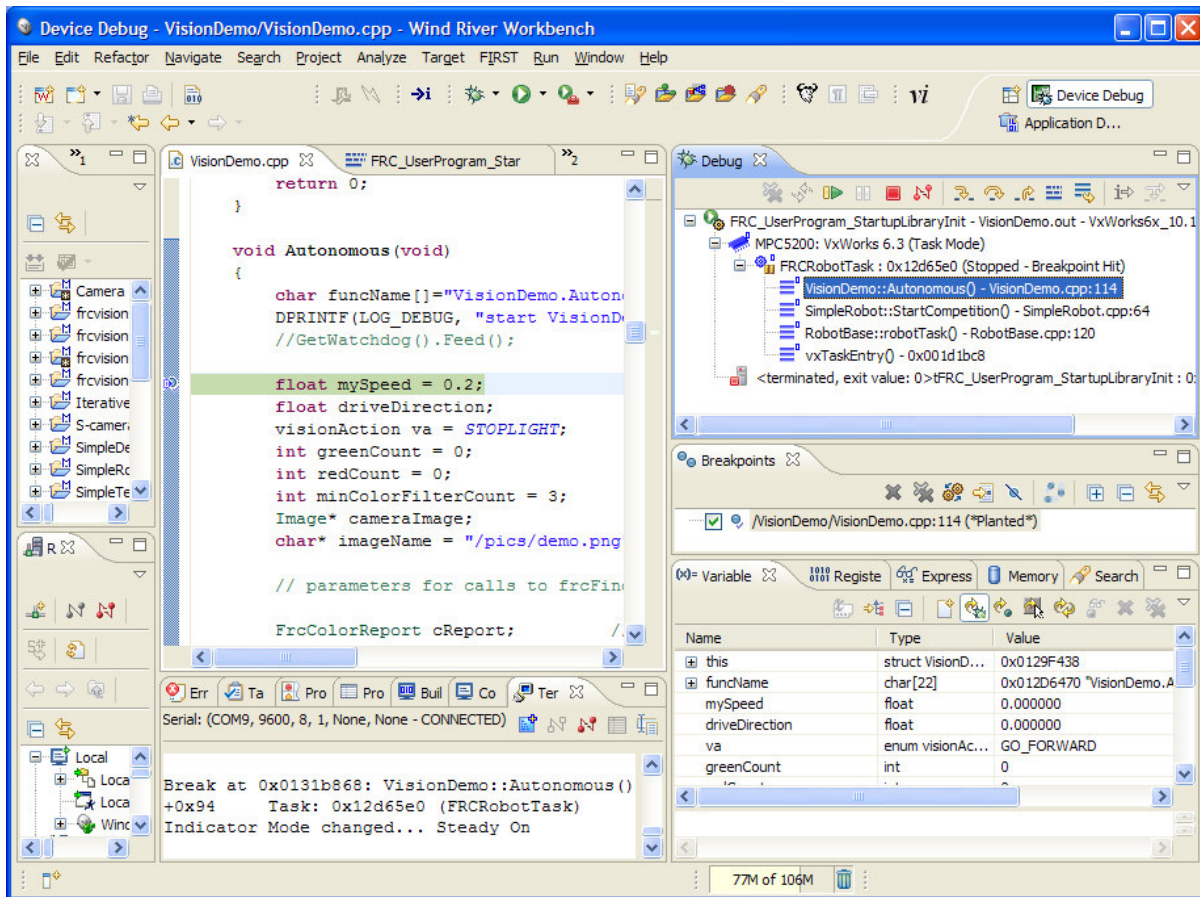 Device Debug - VisionDemo/VisionDemo.cpp - Wind River Workbench
File Edit Refactor Navigate Search Project Analyze Target FIRST Run Window Help
Device Debug
Application D...
»1
VisionDemo.cpp
FRC_UserProgram_Star
»2
return 0;
}
void Autonomous(void)
{
char funcName[]="VisionDemo.Auton
DPRINTF(LOG_DEBUG, "start VisionD
//GetWatchdog().Feed();
float mySpeed = 0.2;
float driveDirection;
visionAction va = STOPLIGHT;
int greenCount = 0;
int redCount = 0;
int minColorFilterCount = 3;
Image* cameraImage;
char* imageName = "/pics/demo.png"
// parameters for calls to frcFin
FrcColorReport cReport; /
Camera
frcvision
frcvision
frcvision
frcvision
Iterative
S-camera
SimpleDe
SimpleRo
SimpleTe
R
Local
Loca
Loca
Wind
Debug
FRC_UserProgram_StartupLibraryInit - VisionDemo.out - VxWorks6x_10.1
MPC5200: VxWorks 6.3 (Task Mode)
FRCRobotTask : 0x12d65e0 (Stopped - Breakpoint Hit)
VisionDemo::Autonomous() - VisionDemo.cpp:114
SimpleRobot::StartCompetition() - SimpleRobot.cpp:64
RobotBase::robotTask() - RobotBase.cpp:120
vxTaskEntry() - 0x001d1bc8
<terminated, exit value: 0>tFRC_UserProgram_StartupLibraryInit : 0
Breakpoints
/VisionDemo/VisionDemo.cpp:114 (*Planted*)
(x)= Variable Registe Express Memory Search
Name Type Value
this struct VisionD... 0x0129F438
funcName char[22] 0x012D6470 "VisionDemo.A
mySpeed float 0.000000
driveDirection float 0.000000
va enum visionAc... GO_FORWARD
greenCount int 0
Err Ta Pro Pro Buil Co Ter
Serial: (COM9, 9600, 8, 1, None, None - CONNECTED)
Break at 0x0131b868: VisionDemo::Autonomous()
+0x94 Task: 0x12d65e0 (FRCRobotTask)
Indicator Mode changed... Steady On
77M of 106M